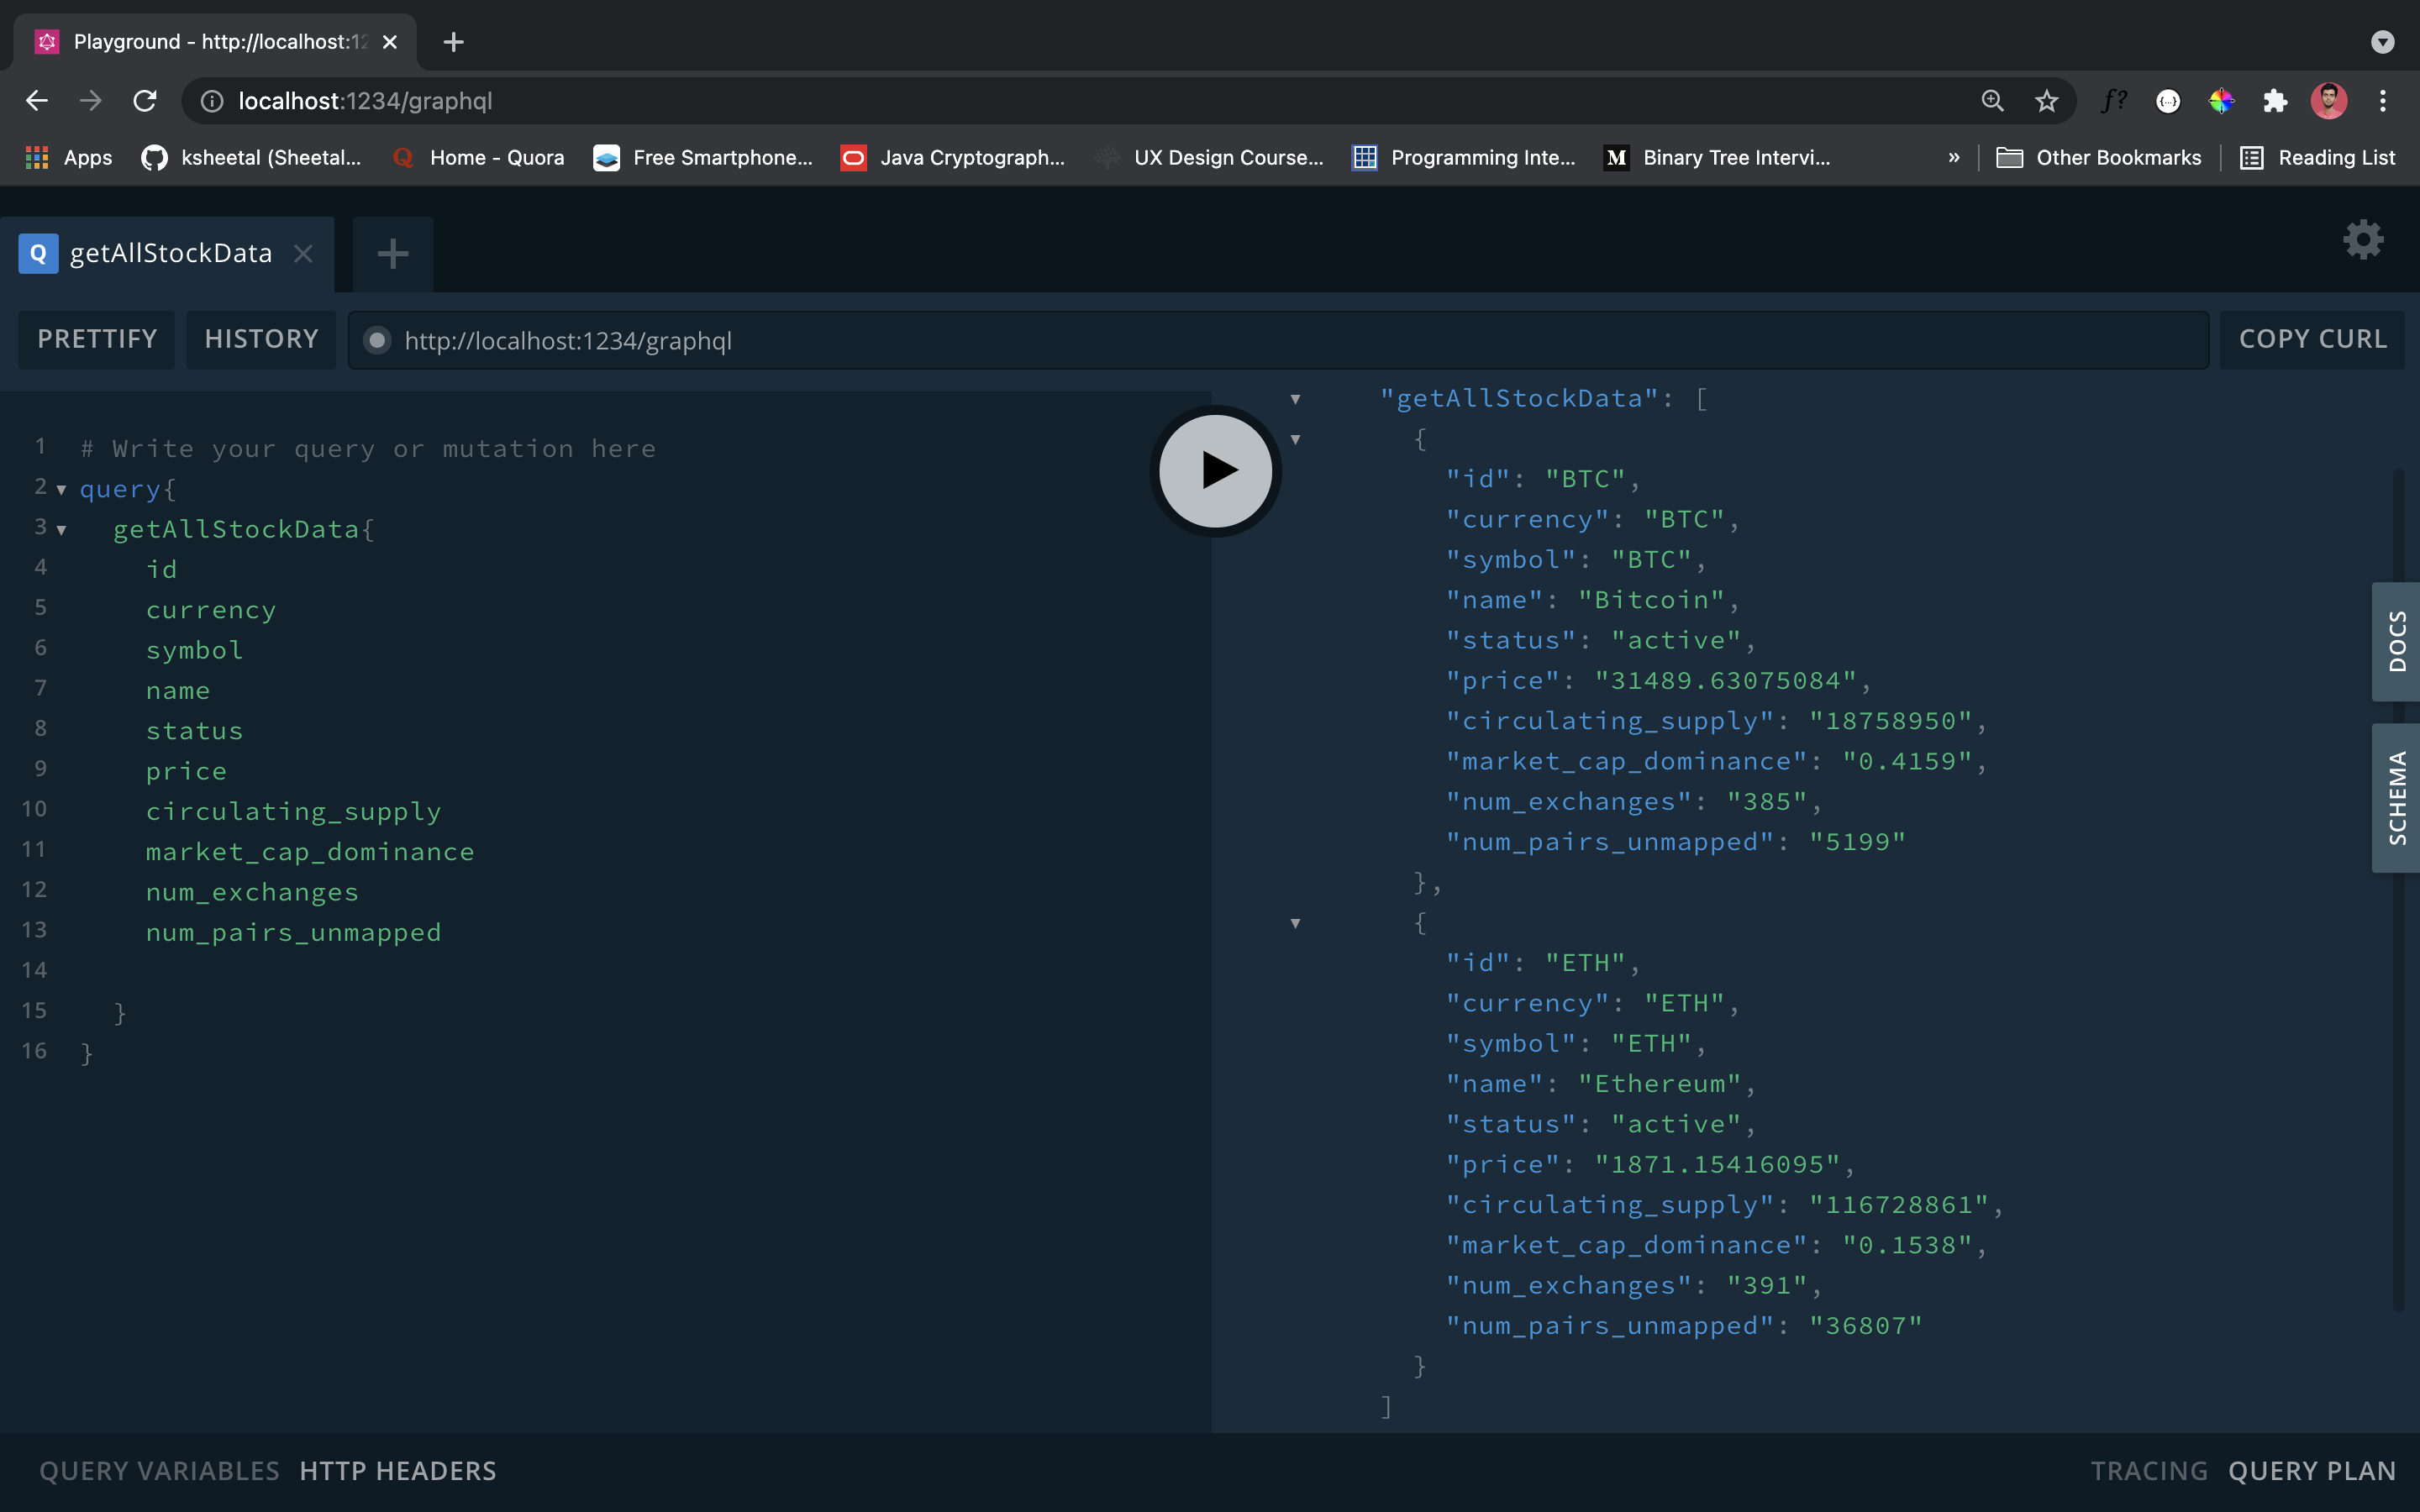 Playground - http://localhost:12
localhost:1234/graphql
f?
{...}
Apps
ksheetal (Sheetal...
Q Home - Quora
Free Smartphone...
Java Cryptograph...
UX Design Course...
Programming Inte...
M Binary Tree Intervi...
»
Other Bookmarks
Reading List
Q getAllStockData
PRETTIFY
HISTORY
http://localhost:1234/graphql
COPY CURL
1 # Write your query or mutation here
2 query{
3 getAllStockData{
4 id
5 currency
6 symbol
7 name
8 status
9 price
10 circulating_supply
11 market_cap_dominance
12 num_exchanges
13 num_pairs_unmapped
14
15 }
16 }
"getAllStockData": [
{
"id": "BTC",
"currency": "BTC",
"symbol": "BTC",
"name": "Bitcoin",
"status": "active",
"price": "31489.63075084",
"circulating_supply": "18758950",
"market_cap_dominance": "0.4159",
"num_exchanges": "385",
"num_pairs_unmapped": "5199"
},
{
"id": "ETH",
"currency": "ETH",
"symbol": "ETH",
"name": "Ethereum",
"status": "active",
"price": "1871.15416095",
"circulating_supply": "116728861",
"market_cap_dominance": "0.1538",
"num_exchanges": "391",
"num_pairs_unmapped": "36807"
}
]
DOCS
SCHEMA
QUERY VARIABLES
HTTP HEADERS
TRACING
QUERY PLAN